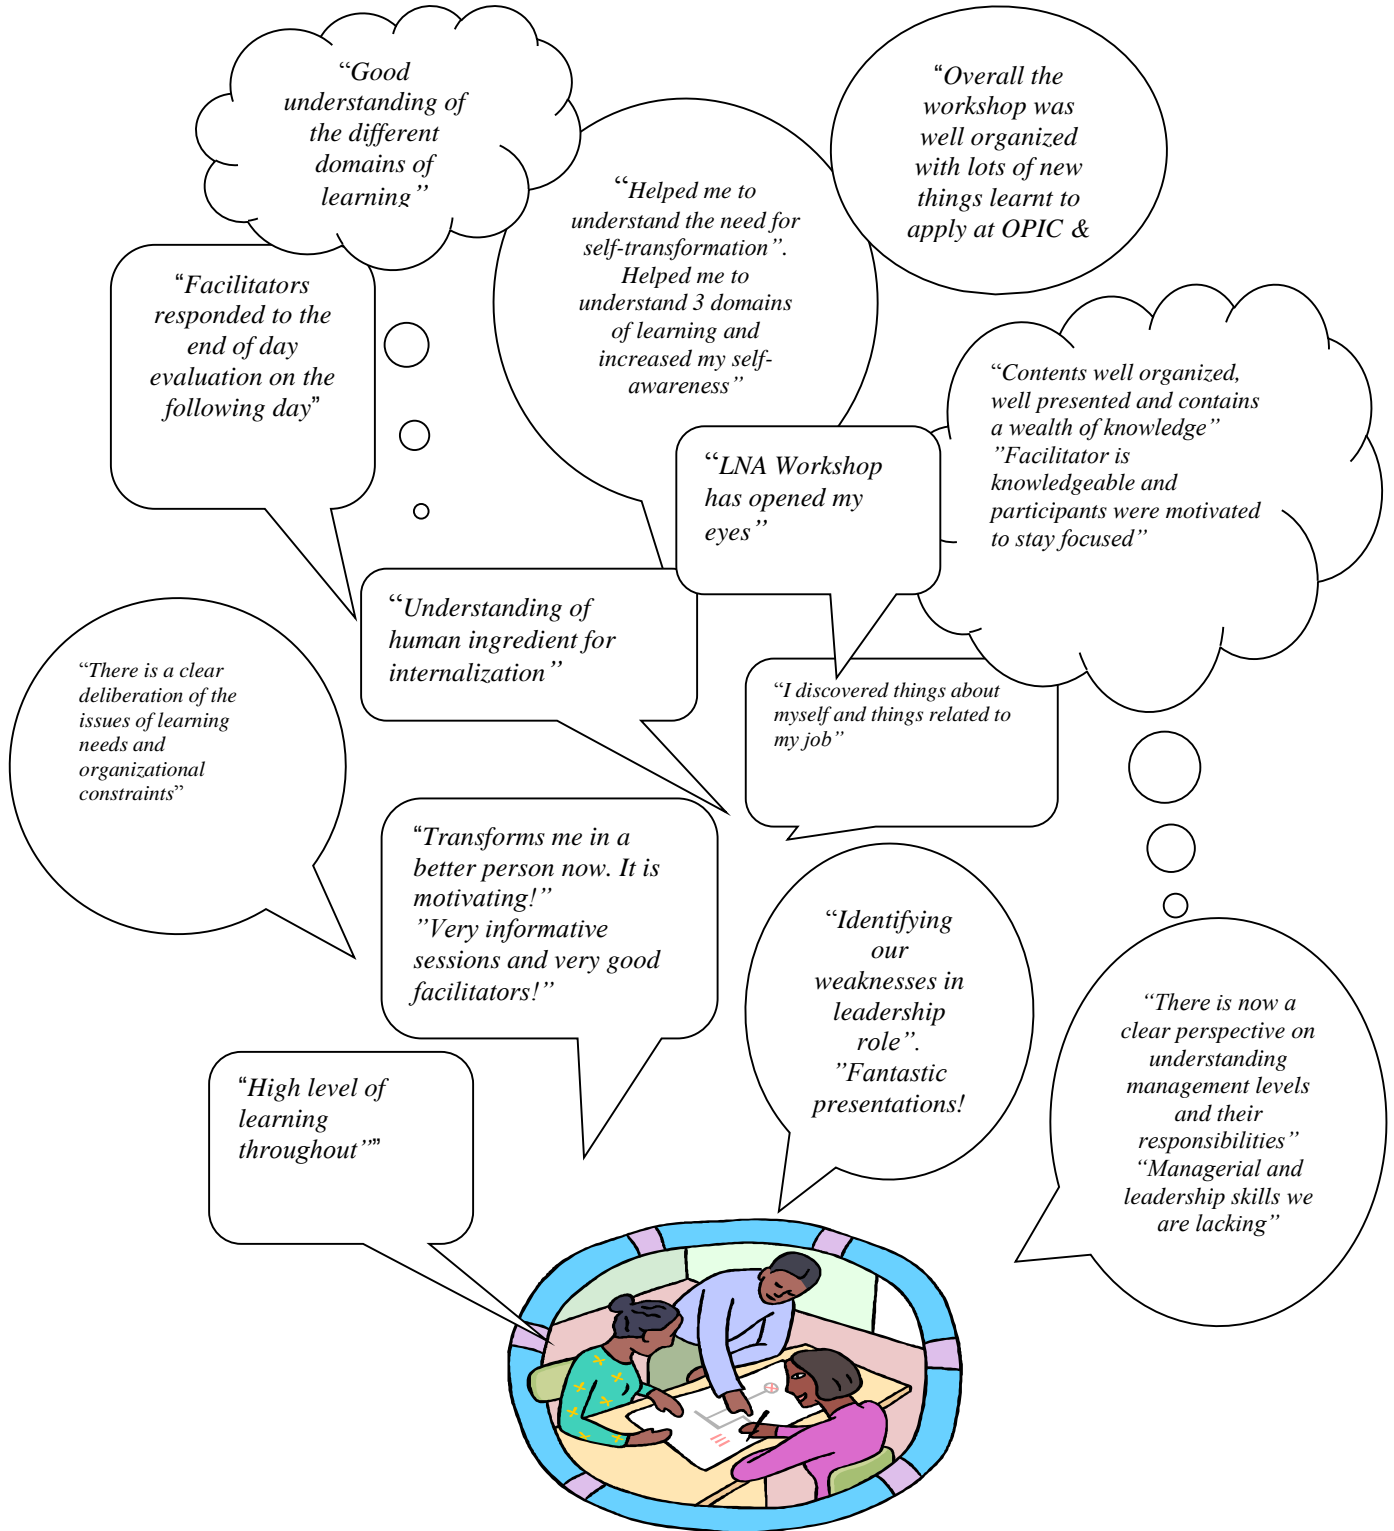 “Good
understanding of
the different
domains of
learning”
“Overall the
workshop was
well organized
with lots of new
things learnt to
apply at OPIC &
“Helped me to
understand the need for
self-transformation”.
Helped me to
understand 3 domains
of learning and
increased my self-
awareness”
“Facilitators
responded to the
end of day
evaluation on the
following day”
“Contents well organized,
well presented and contains
a wealth of knowledge”
”Facilitator is
knowledgeable and
participants were motivated
to stay focused”
“LNA Workshop
has opened my
eyes”
“Understanding of
human ingredient for
internalization”
“There is a clear
deliberation of the
issues of learning
needs and
organizational
constraints”
“I discovered things about
myself and things related to
my job”
“Transforms me in a
better person now. It is
motivating!”
”Very informative
sessions and very good
facilitators!”
“Identifying
our
weaknesses in
leadership
role”.
”Fantastic
presentations!
“There is now a
clear perspective on
understanding
management levels
and their
responsibilities”
“Managerial and
leadership skills we
are lacking”
“High level of
learning
throughout””